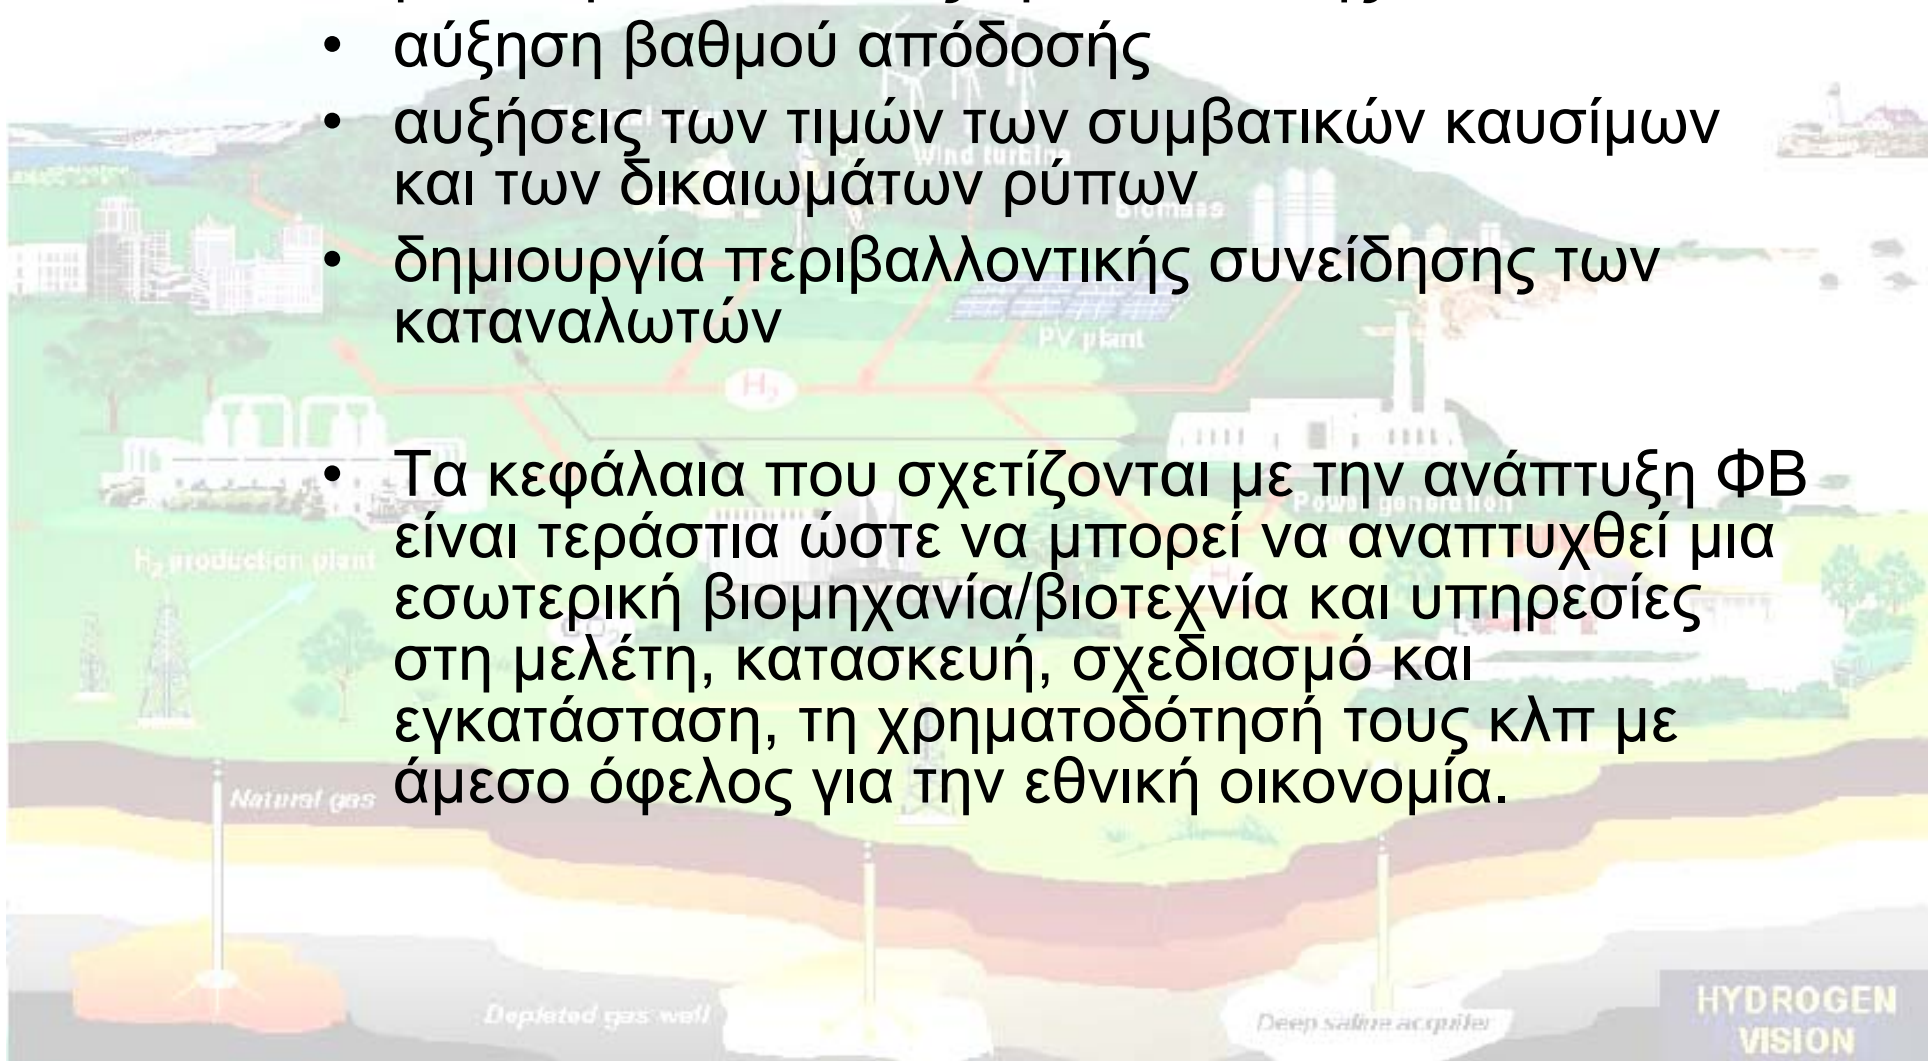 • αύξηση βαθμού απόδοσής
• αυξήσεις των τιμών των συμβατικών καυσίμων
και των δικαιωμάτων ρύπων
• δημιουργία περιβαλλοντικής συνείδησης των
καταναλωτών
• Τα κεφάλαια που σχετίζονται με την ανάπτυξη ΦΒ
είναι τεράστια ώστε να μπορεί να αναπτυχθεί μια
εσωτερική βιομηχανία/βιοτεχνία και υπηρεσίες
στη μελέτη, κατασκευή, σχεδιασμό και
εγκατάσταση, τη χρηματοδότησή τους κλπ με
άμεσο όφελος για την εθνική οικονομία.
Wind turbine
Biomass
PV plant
H₂
Power generation
H₂ production plant
Natural gas
Depleted gas well
Deep saline acquifer
HYDROGEN
VISION